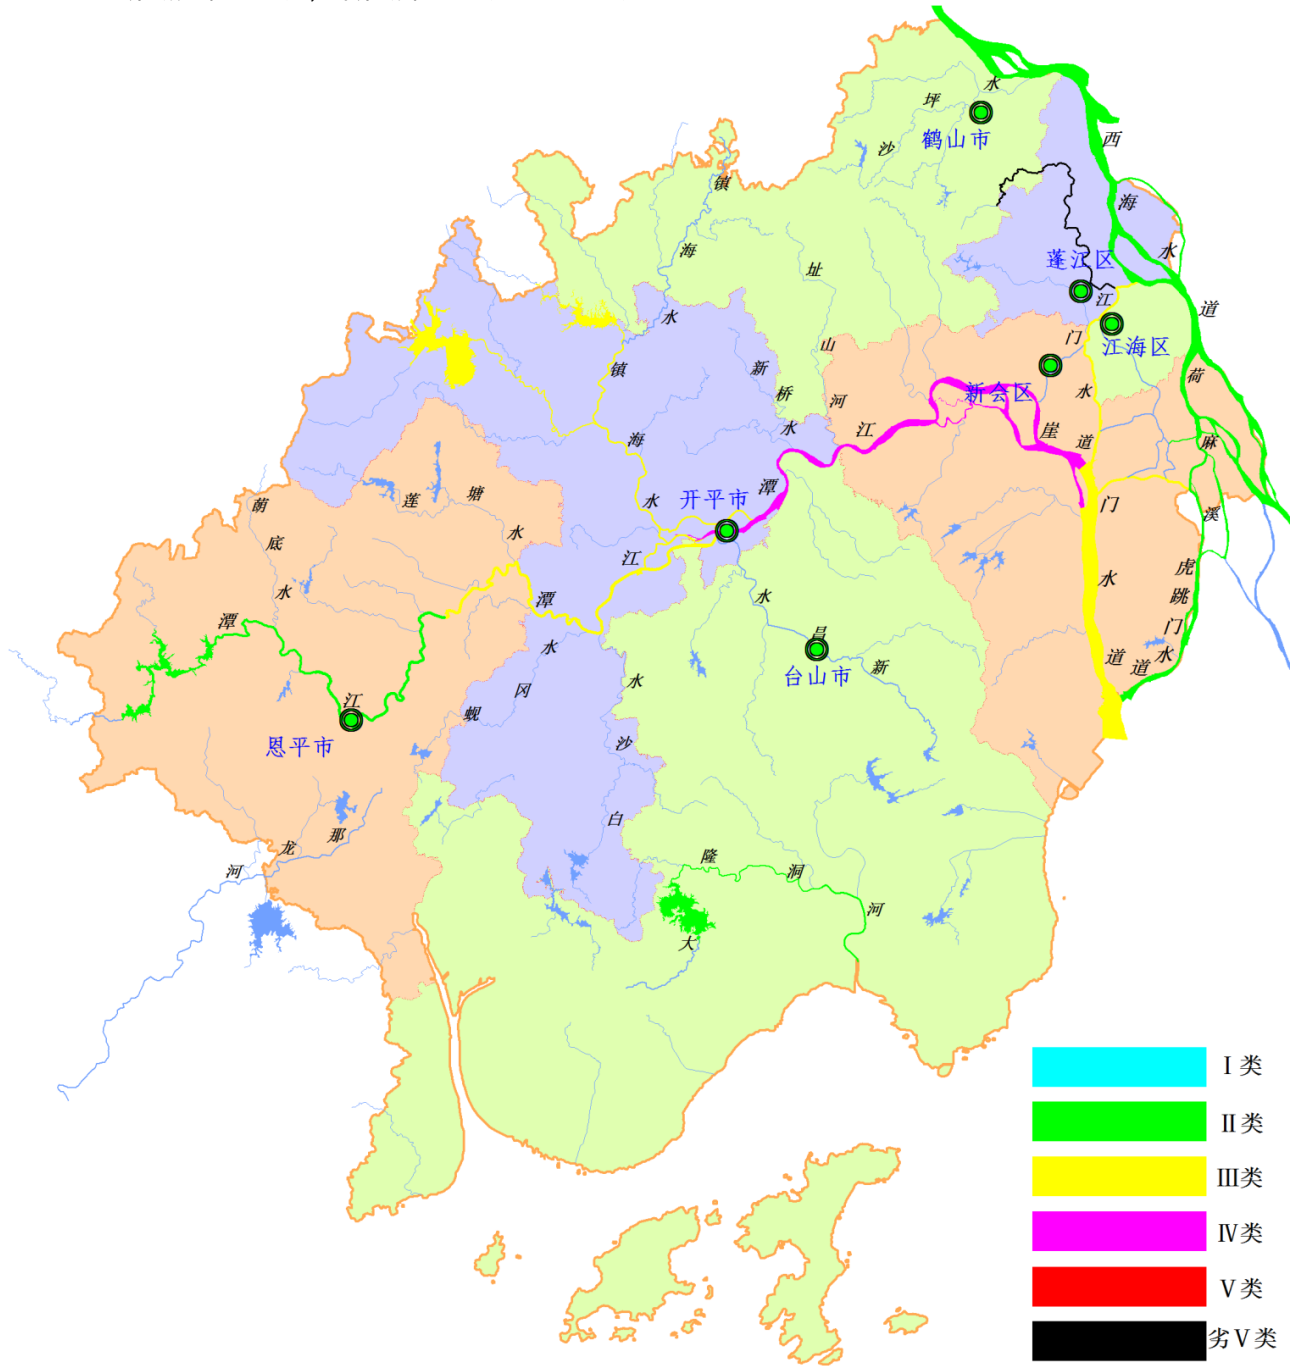 沙坪水
鹤山市
西海水道
镇海水
址山河
蓬江区
江海区
江门水道
荷麻溪
新会区
新桥水
镇海水
潭江
崖门水道
开平市
莲塘水
蓢底水
虎跳门水道
潭江
新昌水
台山市
潭江
恩平市
蚬冈水
白沙水
那龙河
大隆洞河
I 类
II 类
III类
IV类
V 类
劣V 类